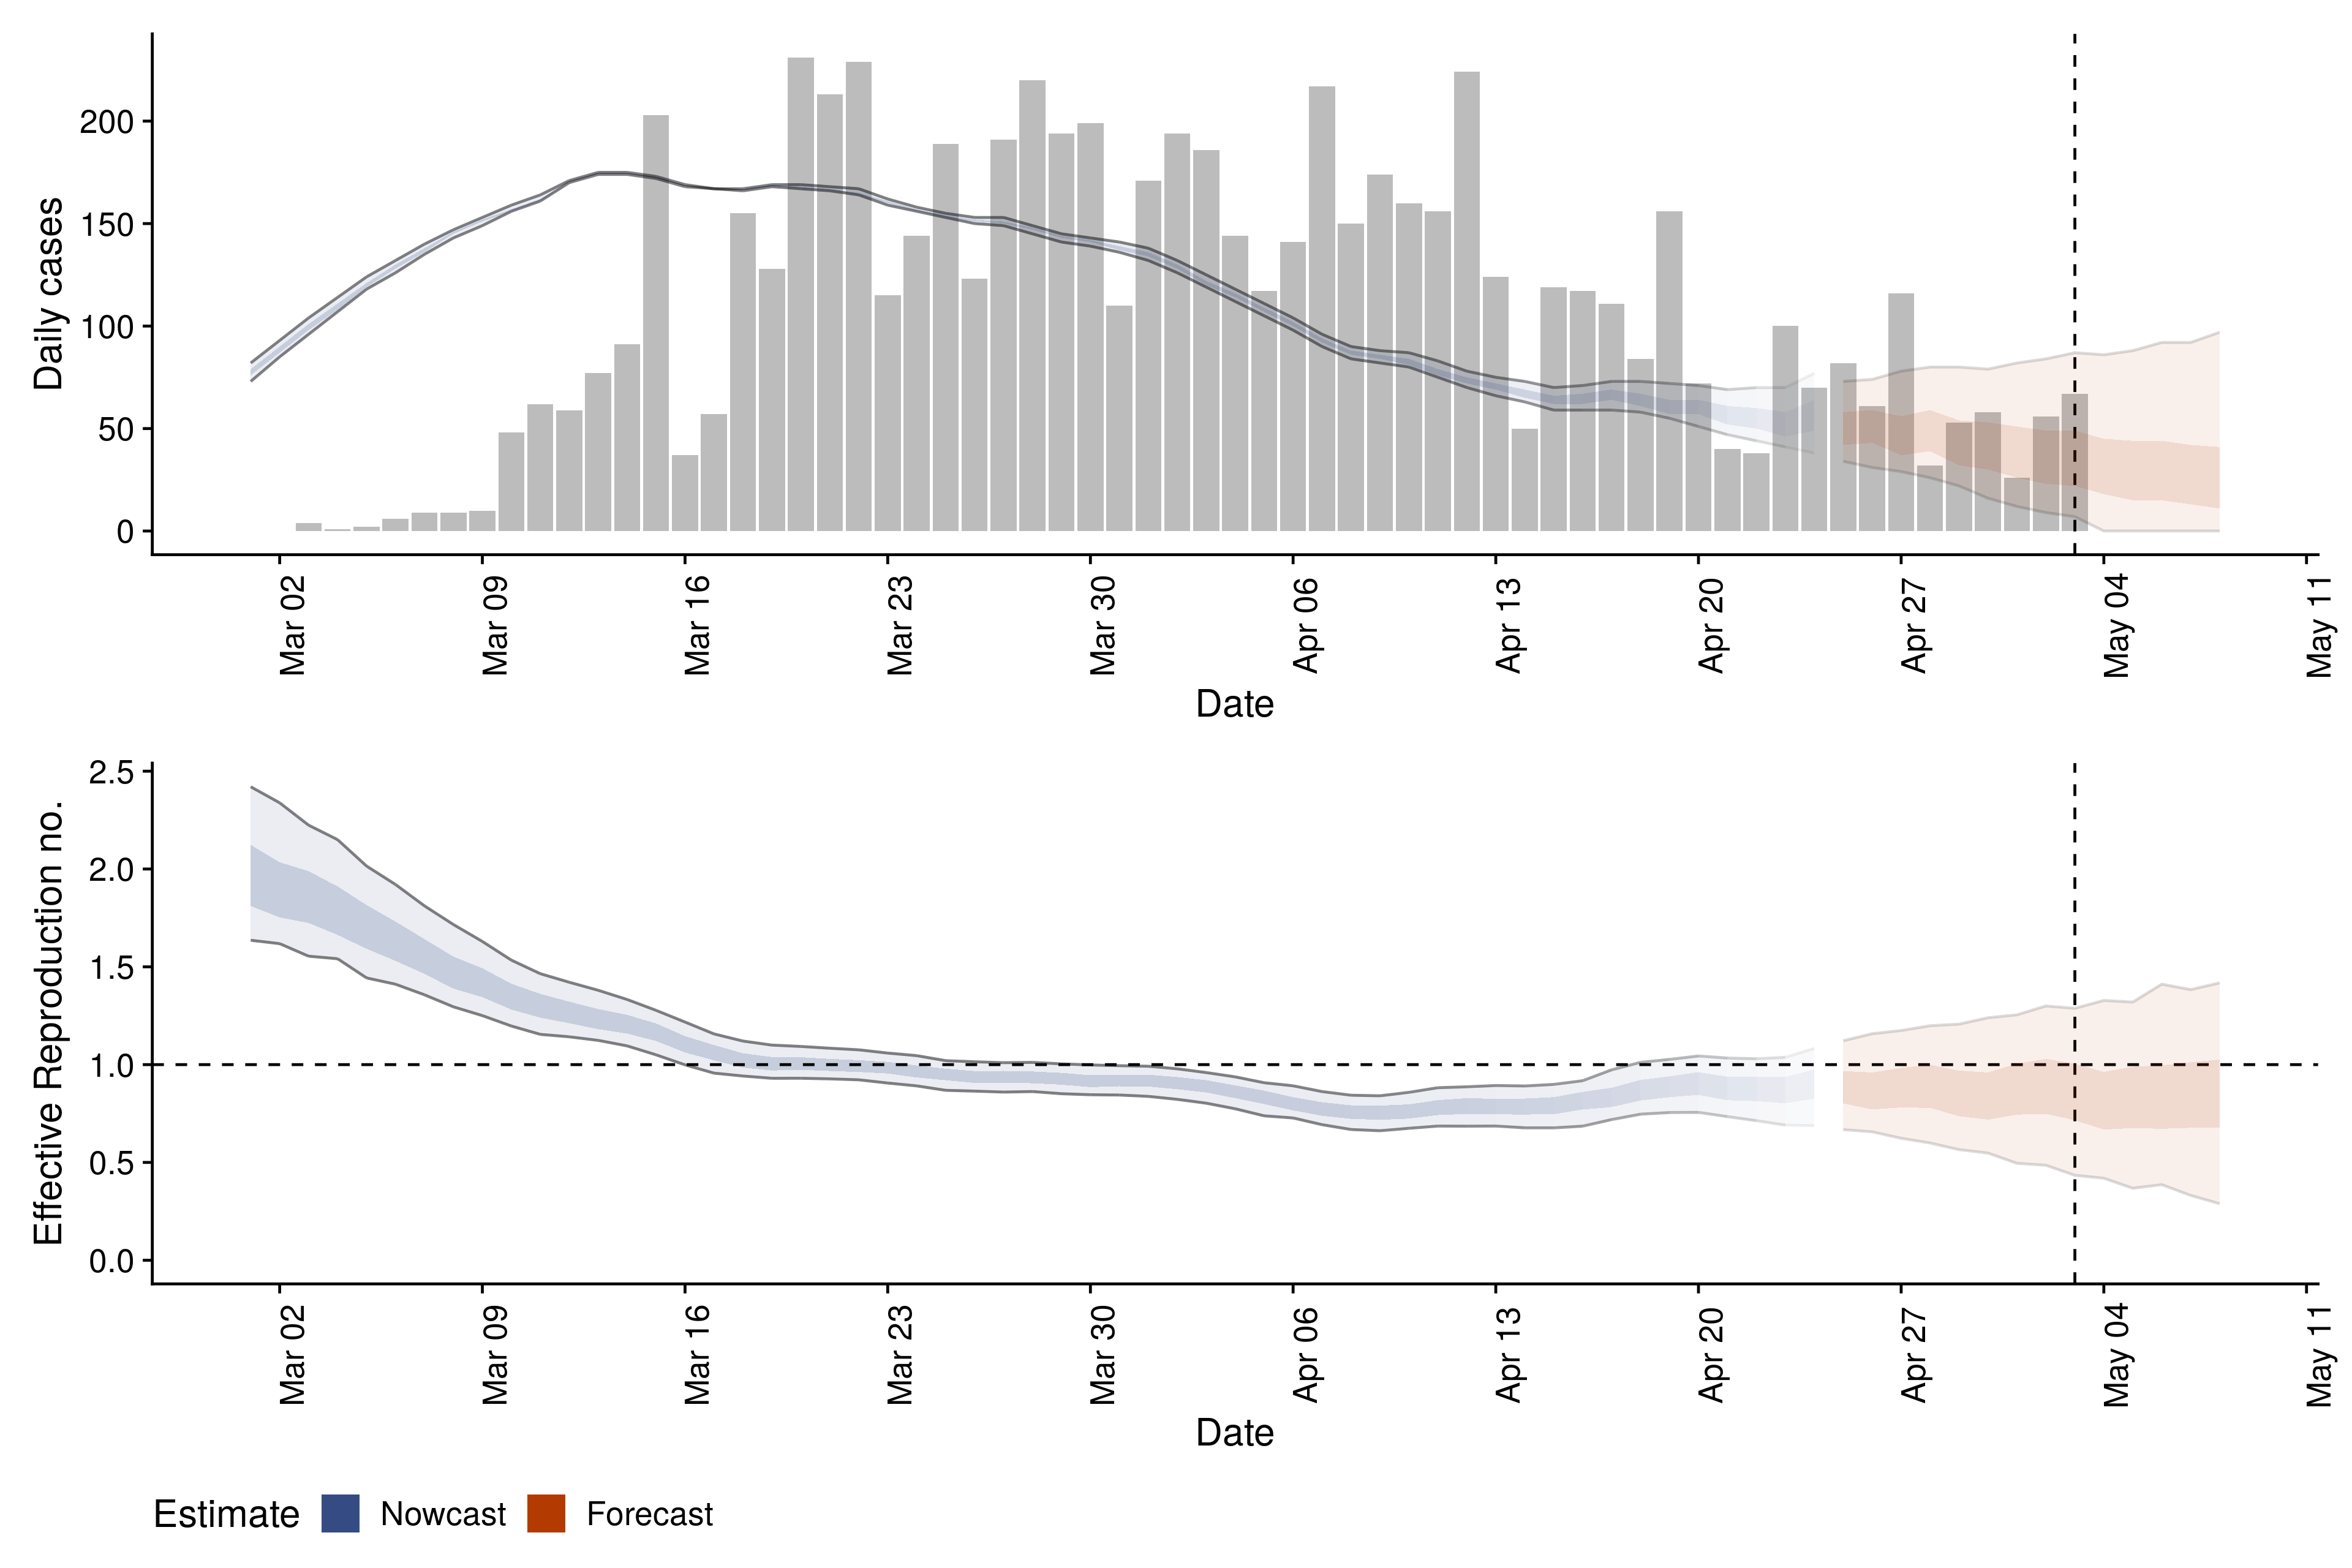 Daily cases
200
150
100
50
0
Mar 02
Mar 09
Mar 16
Mar 23
Mar 30
Apr 06
Apr 13
Apr 20
Apr 27
May 04
May 11
Date
Effective Reproduction no.
2.5
2.0
1.5
1.0
0.5
0.0
Mar 02
Mar 09
Mar 16
Mar 23
Mar 30
Apr 06
Apr 13
Apr 20
Apr 27
May 04
May 11
Date
Estimate Nowcast Forecast